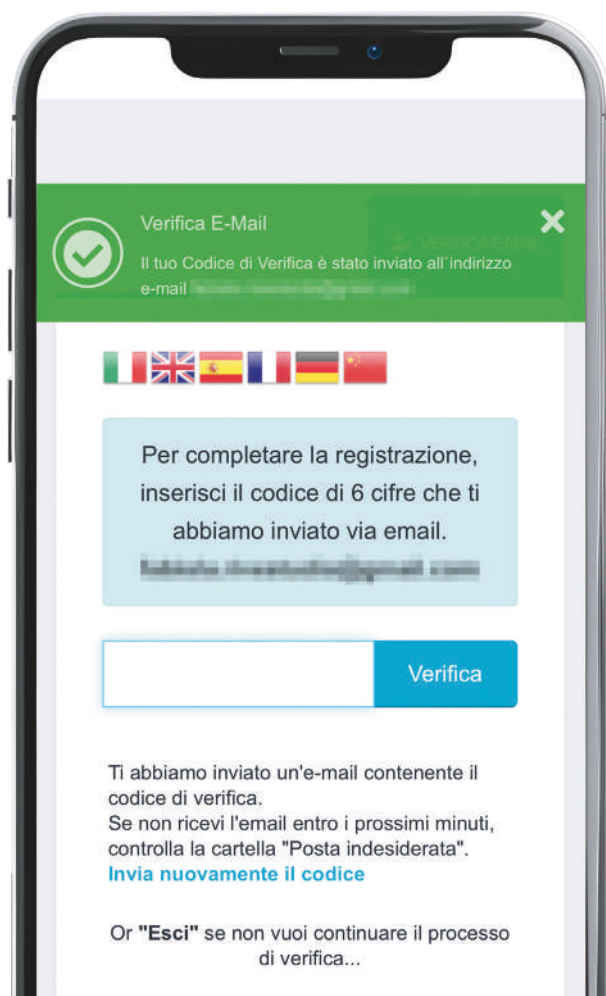 Verifica E-Mail
VERIFICA E-MAIL
Il tuo Codice di Verifica è stato inviato all`indirizzo
e-mail
Per completare la registrazione,
inserisci il codice di 6 cifre che ti
abbiamo inviato via email.
Verifica
Ti abbiamo inviato un'e-mail contenente il
codice di verifica.
Se non ricevi l'email entro i prossimi minuti,
controlla la cartella "Posta indesiderata".
Invia nuovamente il codice
Or "Esci" se non vuoi continuare il processo
di verifica...